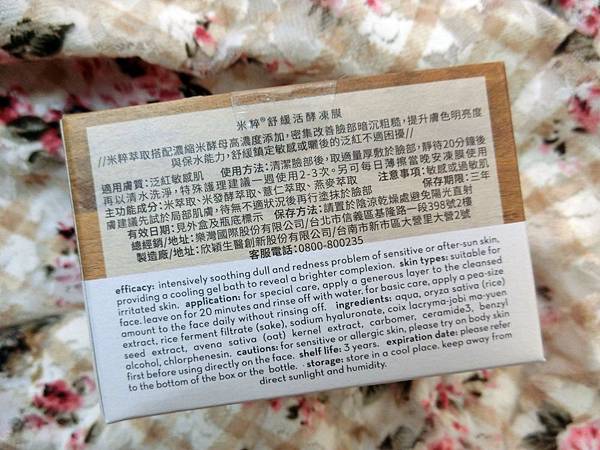 米粹®舒緩活酵凍膜
//米粹萃取搭配濃縮米酵母高濃度添加,密集改善臉部暗沉粗糙,提升膚色明亮度
與保水能力,舒緩鎮定敏感或曬後的泛紅不適困擾//
適用膚質:泛紅敏感肌 使用方法:清潔臉部後,取適量厚敷於臉部,靜待20分鐘後
再以清水洗淨,特殊護理建議一週使用2-3次。另可每日薄擦當晚安凍膜使用
主功能成分:米萃取、米發酵萃取、薏仁萃取、燕麥萃取 注意事項:敏感或過敏肌
膚建議先試於局部肌膚,待無不適狀況後再行塗抹於臉部 保存期限:三年
有效日期:見外盒及瓶底標示 保存方法:請置於陰涼乾燥處避免陽光直射
總經銷/地址:樂灣國際股份有限公司/台北市信義區基隆路一段398號2樓
製造廠/地址:欣穎生醫創新股份有限公司/台南市新市區大營里大營2號
客服電話:0800-800235
efficacy: intensively soothing dull and redness problem of sensitive or after-sun skin,
providing a cooling gel bath to reveal a brighter complexion. skin types: suitable for
irritated skin. application: for special care, apply a generous layer to the cleansed
face. leave on for 20 minutes and rinse off with water. for basic care, apply a pea-size
amount to the face daily without rinsing off. ingredients: aqua, oryza sativa (rice)
extract, rice ferment filtrate (sake), sodium hyaluronate, coix lacryma-jobi ma-yuen
seed extract, avena sativa (oat) kernel extract, carbomer, ceramide3, benzyl
alcohol, chlorphenesin. cautions: for sensitive or allergic skin, please try on body skin
first before using directly on the face. shelf life: 3 years. expiration date: please refer
to the bottom of the box or the bottle. · storage: store in a cool place. keep away from
direct sunlight and humidity.